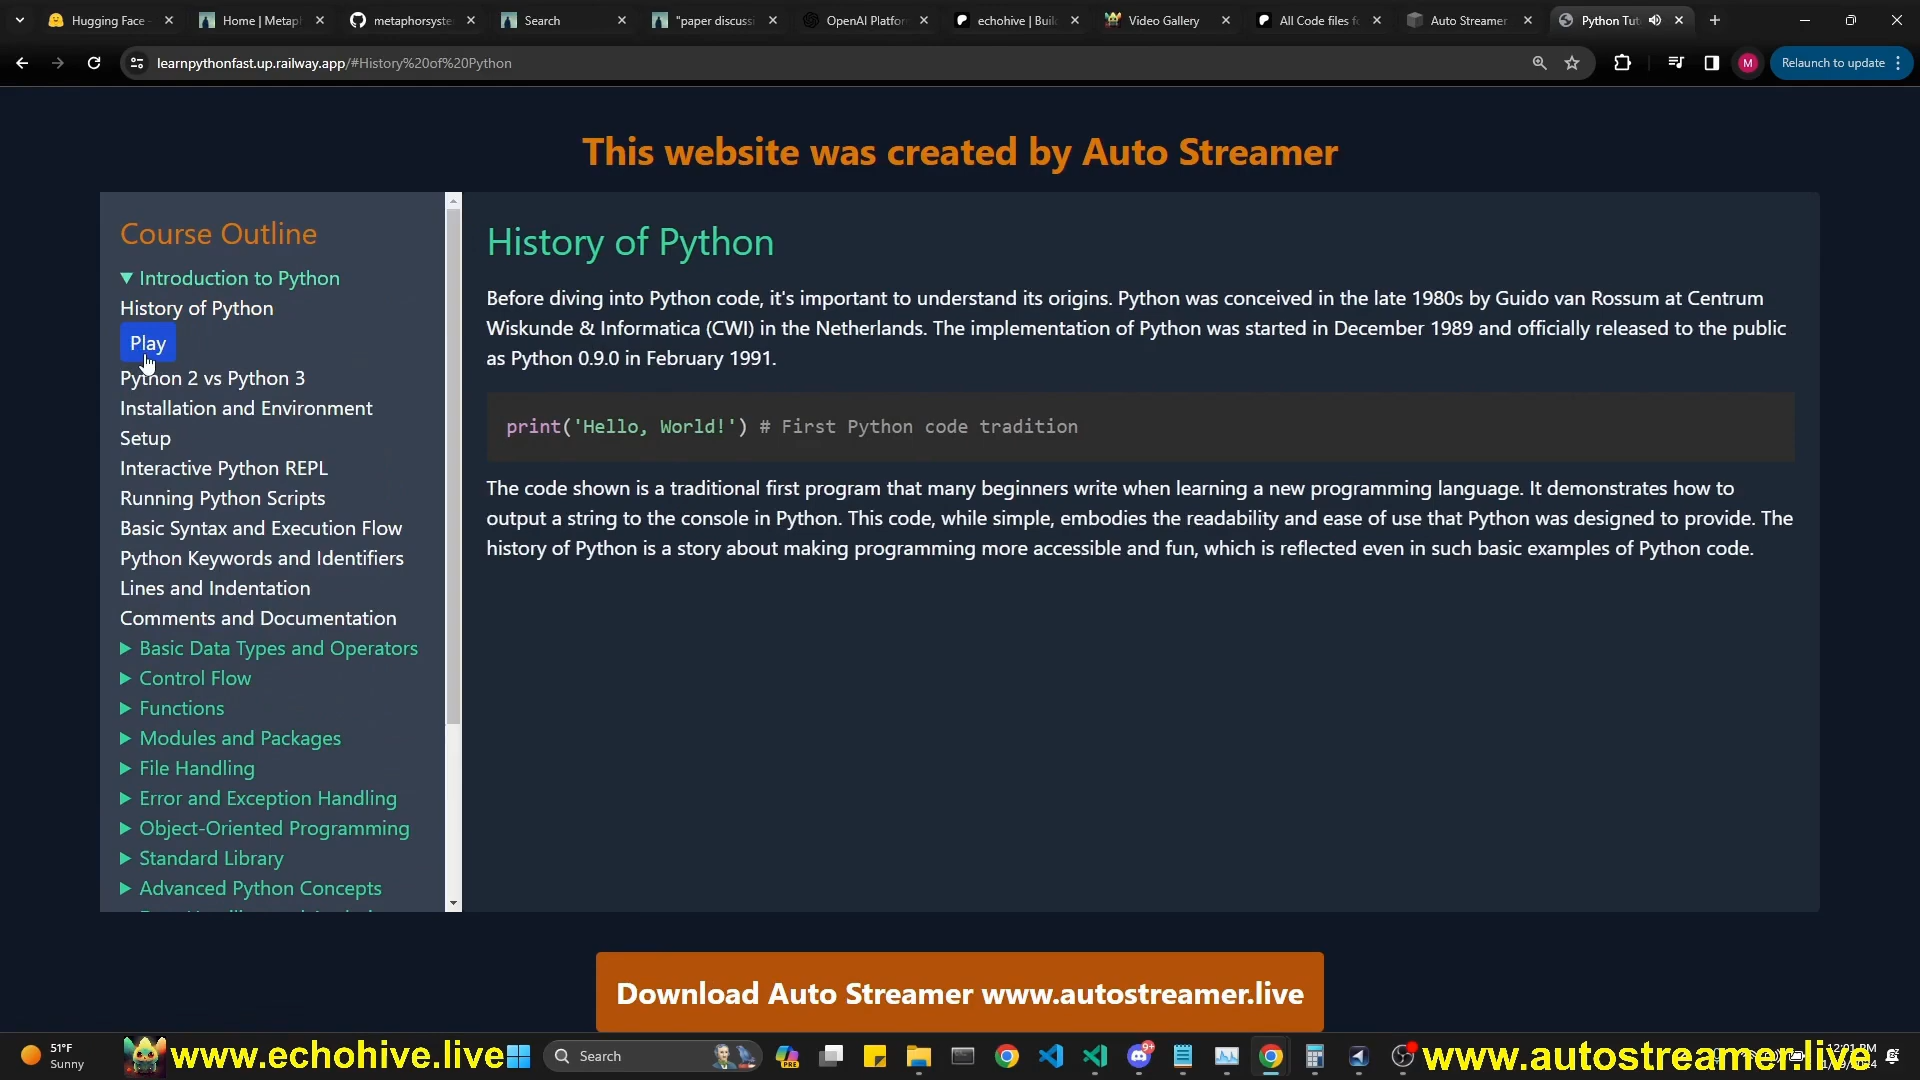 Hugging Face -
Home | Metaph
metaphorsyste
Search
"paper discussi
OpenAI Platfor
echohive | Buil
Video Gallery
All Code files fo
Auto Streamer
Python Tut
learnpythonfast.up.railway.app/#History%20of%20Python
M
Relaunch to update
This website was created by Auto Streamer
Course Outline
Introduction to Python
History of Python
Play
Python 2 vs Python 3
Installation and Environment
Setup
Interactive Python REPL
Running Python Scripts
Basic Syntax and Execution Flow
Python Keywords and Identifiers
Lines and Indentation
Comments and Documentation
Basic Data Types and Operators
Control Flow
Functions
Modules and Packages
File Handling
Error and Exception Handling
Object-Oriented Programming
Standard Library
Advanced Python Concepts
History of Python
Before diving into Python code, it's important to understand its origins. Python was conceived in the late 1980s by Guido van Rossum at Centrum
Wiskunde & Informatica (CWI) in the Netherlands. The implementation of Python was started in December 1989 and officially released to the public
as Python 0.9.0 in February 1991.
print('Hello, World!') # First Python code tradition
The code shown is a traditional first program that many beginners write when learning a new programming language. It demonstrates how to
output a string to the console in Python. This code, while simple, embodies the readability and ease of use that Python was designed to provide. The
history of Python is a story about making programming more accessible and fun, which is reflected even in such basic examples of Python code.
Download Auto Streamer www.autostreamer.live
51°F
Sunny
www.echohive.live
Search
PRE
9+
www.autostreamer.live
12:01 PM